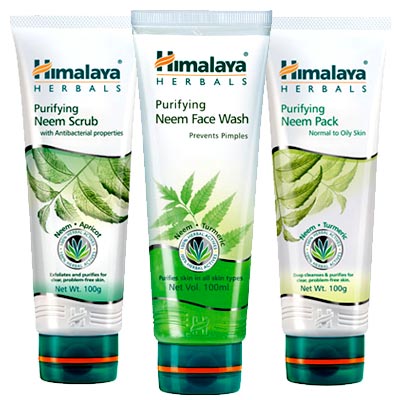 Himalaya
HERBALS
Purifying
Neem Scrub
with Antibacterial properties
Neem • Apricot
Exfoliates and purifies for
clear, problem-free skin.
Net Wt. 100g
Himalaya
HERBALS
Purifying
Neem Face Wash
Prevents Pimples
Neem • Turmeric
Purifies skin in all skin types
Net Vol. 100ml
Himalaya
HERBALS
Purifying
Neem Pack
Normal to Oily Skin
Neem • Turmeric
Deep cleanses & purifies for
clear, problem-free skin.
Net Wt. 100g